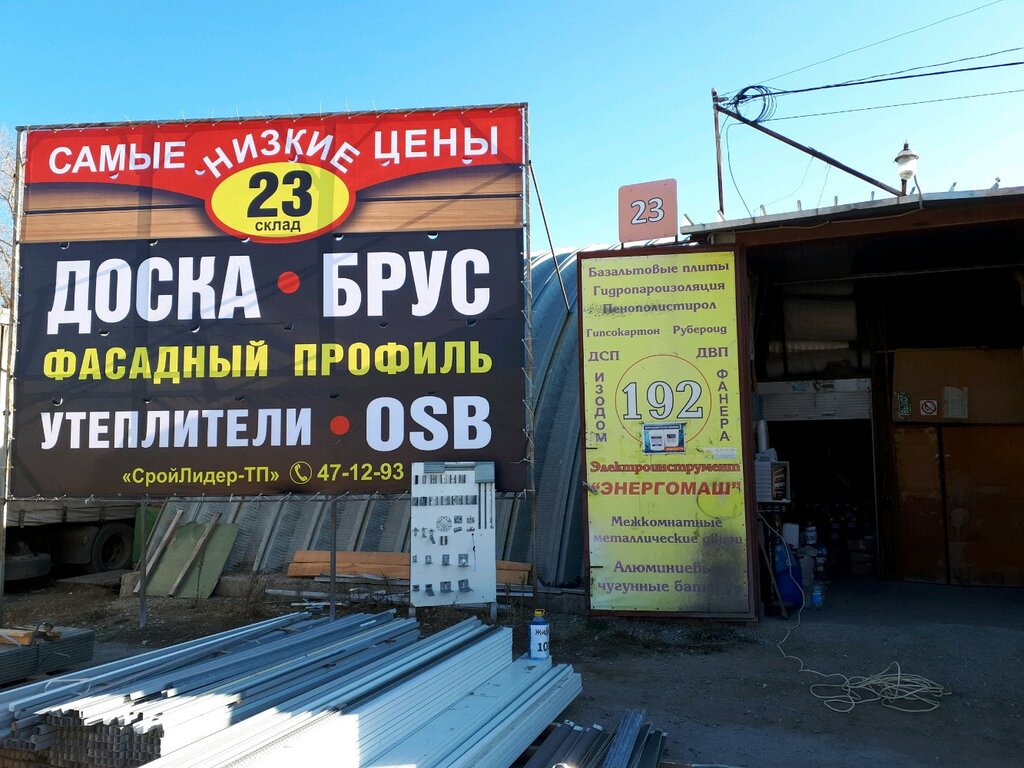 САМЫЕ НИЗКИЕ ЦЕНЫ
23
склад
ДОСКА • БРУС
ФАСАДНЫЙ ПРОФИЛЬ
УТЕПЛИТЕЛИ • OSB
«СройЛидер-ТП» 47-12-93
23
Базальтовые плиты
Гидропароизоляция
Пенополистирол
Гипсокартон Рубероид
ДСП ДВП
ИЗОДОМ
192
ФАНЕРА
Электроинструмент
"ЭНЕРГОМАШ"
Межкомнатные
металлические двери
Алюминиевые
чугунные бат